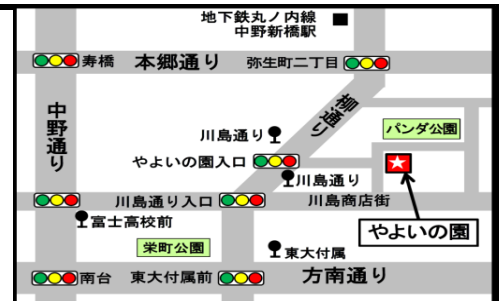 地下鉄丸ノ内線
中野新橋駅
寿橋
本郷通り
弥生町二丁目
中野通り
柳通り
川島通り
パンダ公園
やよいの園入口
川島通り
川島通り入口
川島商店街
富士高校前
やよいの園
栄町公園
東大付属
南台
東大付属前
方南通り